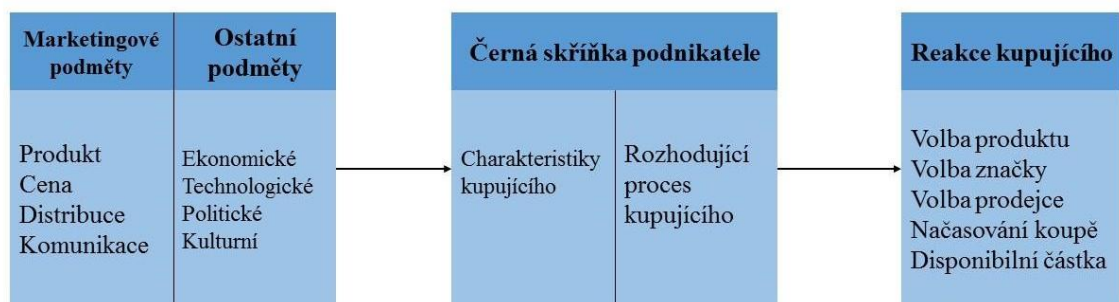 Marketingové
podměty
Ostatní
podměty
Produkt
Cena
Distribuce
Komunikace
Ekonomické
Technologické
Politické
Kulturní
Černá skříňka podnikatele
Charakteristiky
kupujícího
Rozhodující
proces
kupujícího
Reakce kupujícího
Volba produktu
Volba značky
Volba prodejce
Načasování koupě
Disponibilní částka